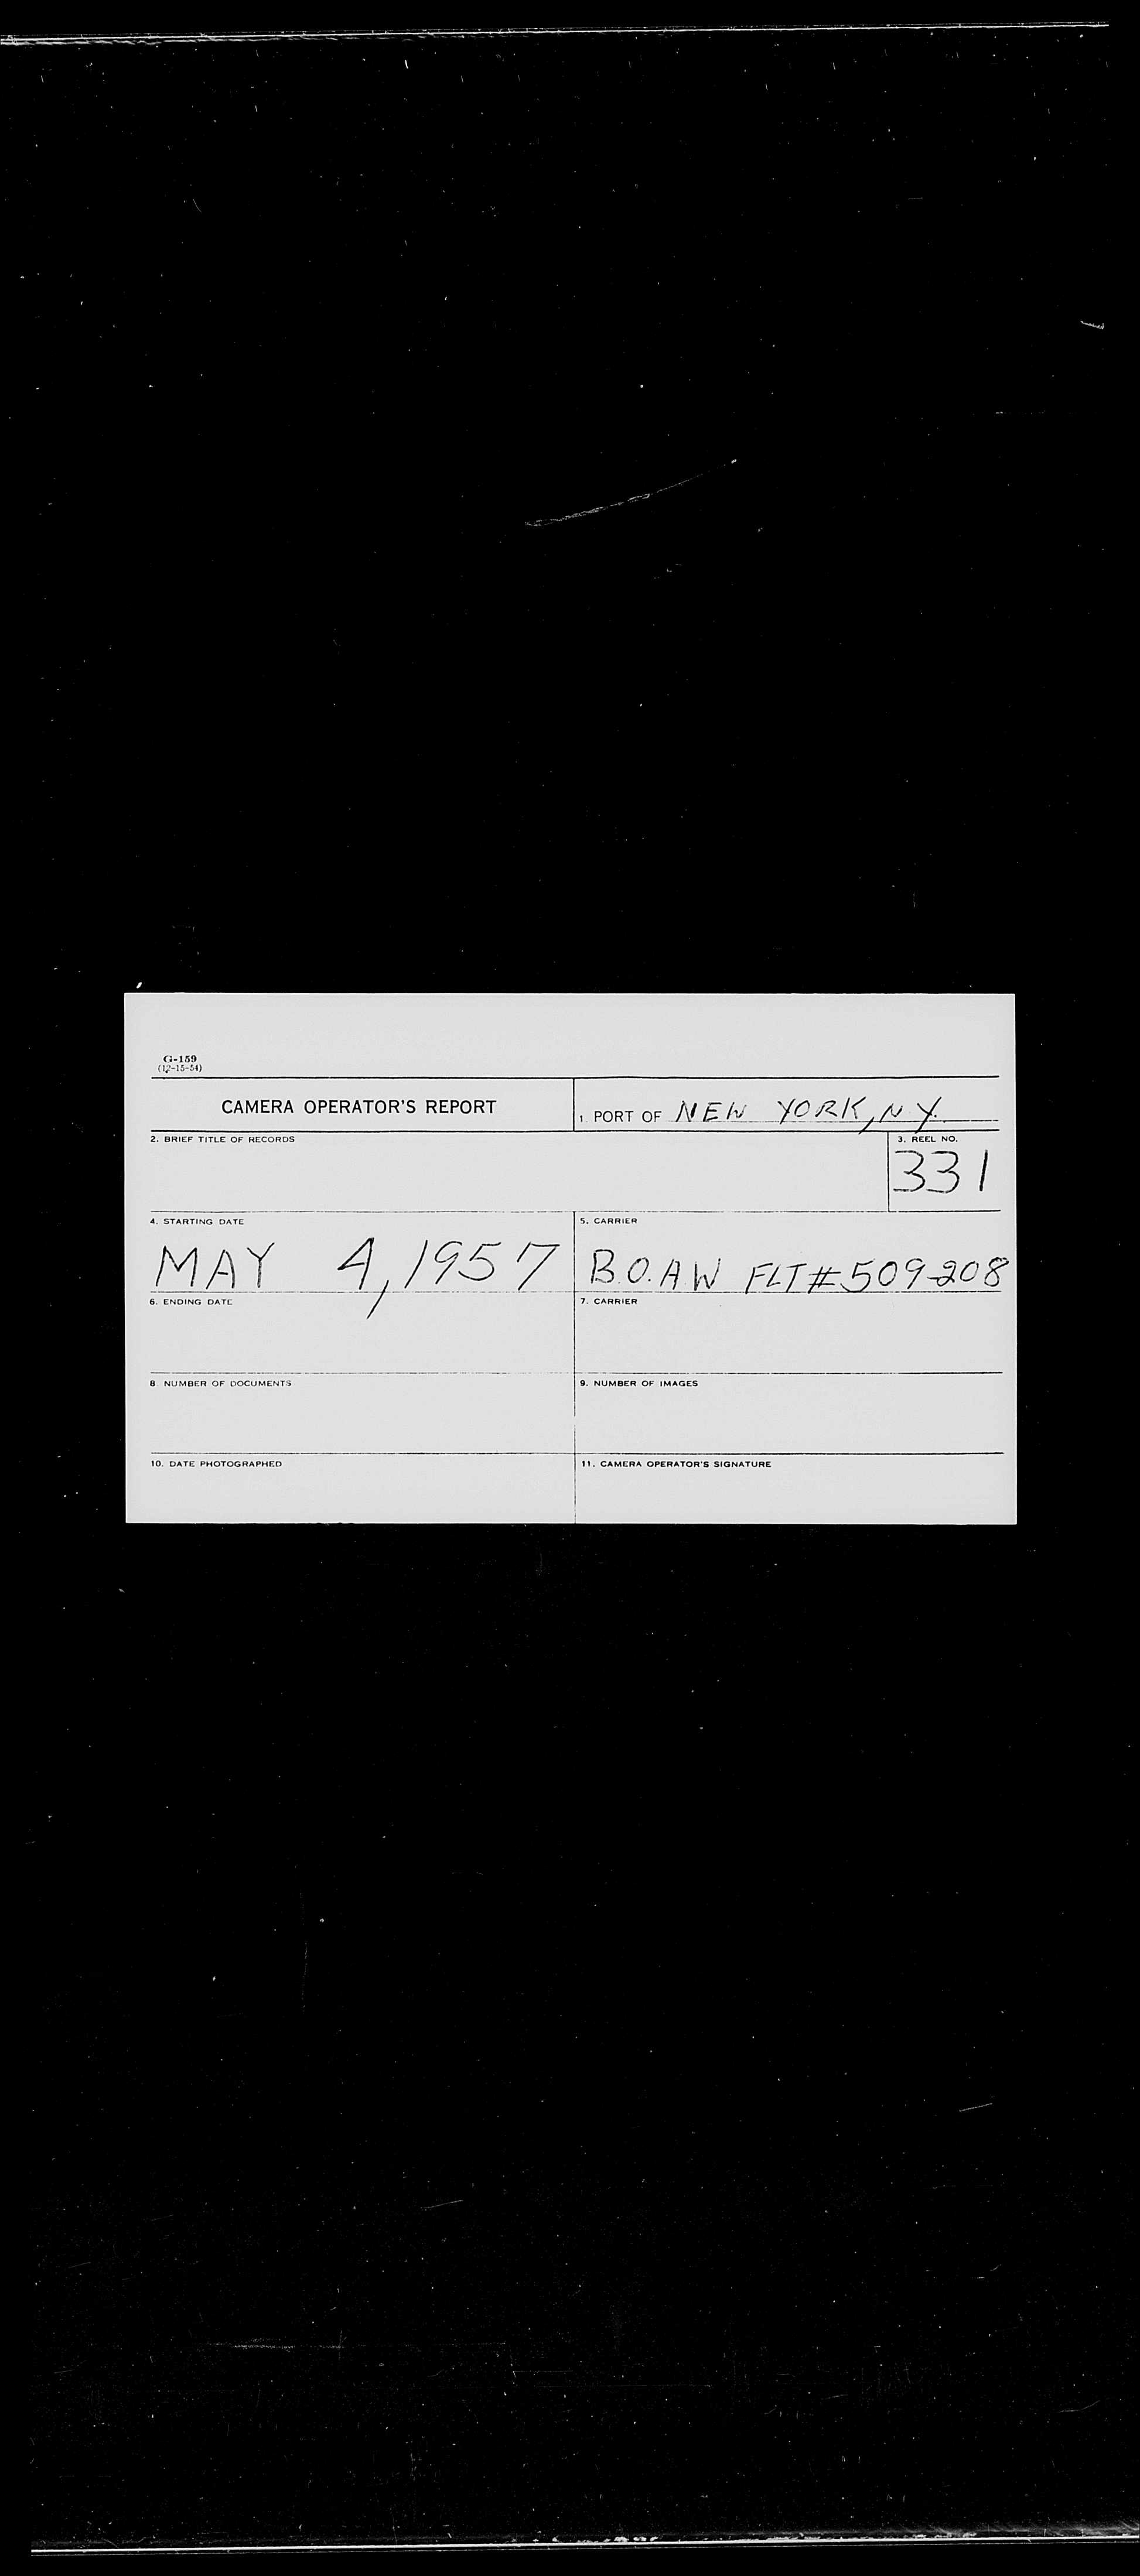 G-159
(12-15-54)
CAMERA OPERATOR'S REPORT
1. PORT OF NEW YORK, N.Y.
2. BRIEF TITLE OF RECORDS
3. REEL NO.
331
4. STARTING DATE
MAY 4, 1957
5. CARRIER
B.O.A.W FLT# 509-208
6. ENDING DATE
7. CARRIER
8. NUMBER OF DOCUMENTS
9. NUMBER OF IMAGES
10. DATE PHOTOGRAPHED
11. CAMERA OPERATOR'S SIGNATURE